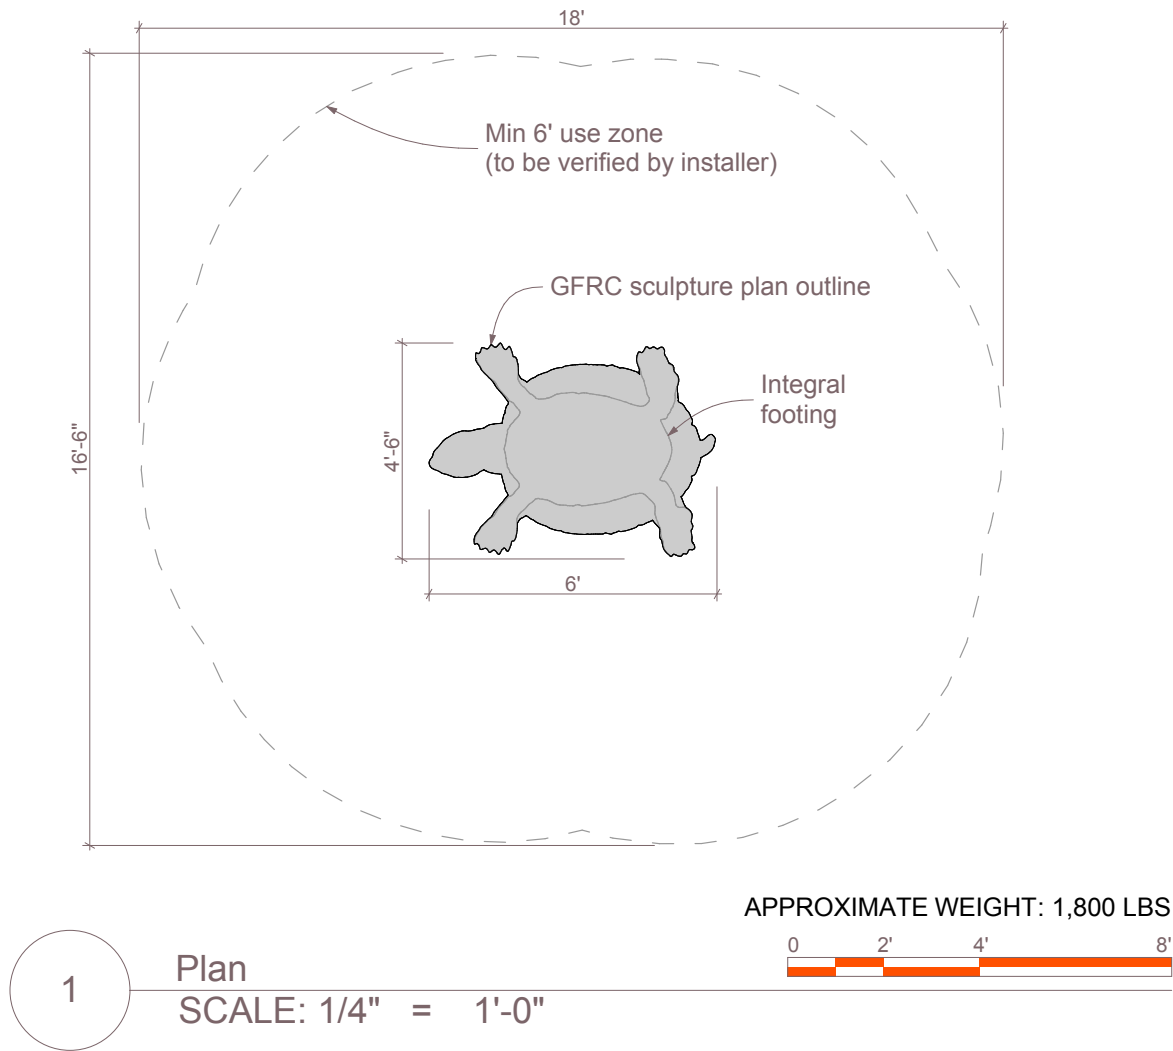 18'
Min 6' use zone
(to be verified by installer)
GFRC sculpture plan outline
Integral
footing
16'-6"
4'-6"
6'
APPROXIMATE WEIGHT: 1,800 LBS
0 2' 4' 8'
1
Plan
SCALE: 1/4" = 1'-0"